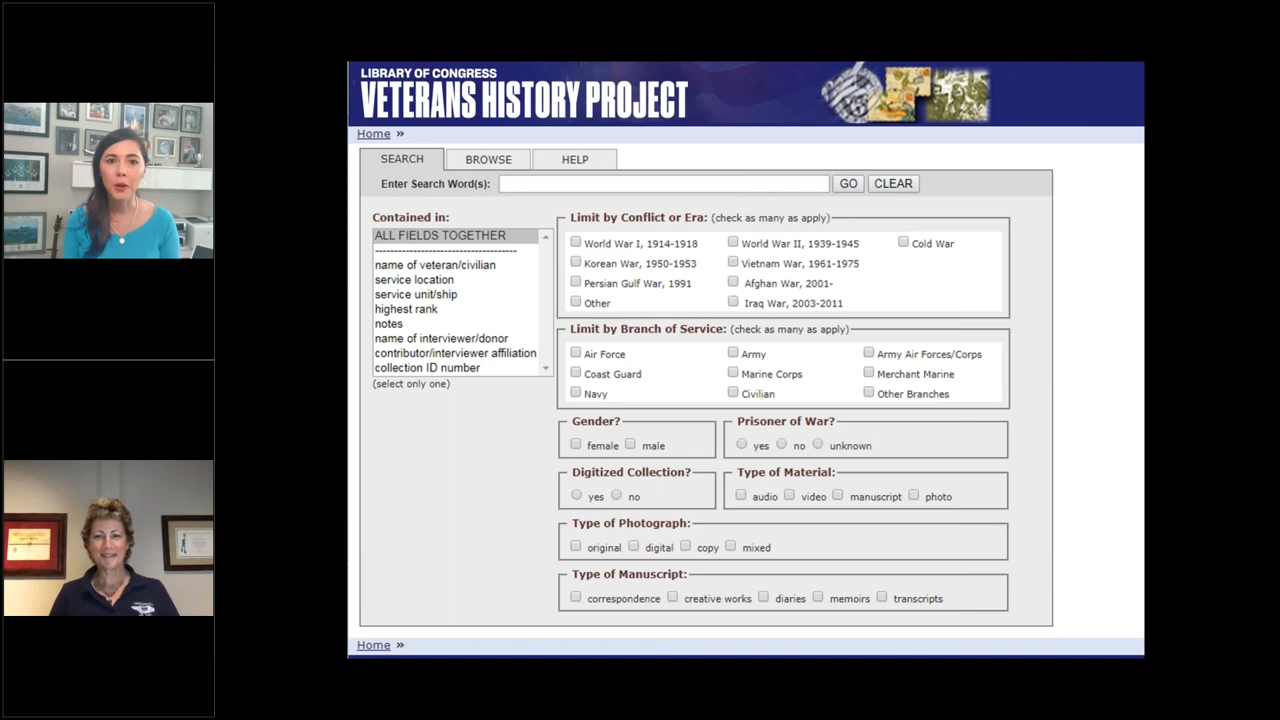 LIBRARY OF CONGRESS
VETERANS HISTORY PROJECT
Home »
SEARCH BROWSE HELP
Enter Search Word(s): GO CLEAR
Contained in:
ALL FIELDS TOGETHER
------------------------------------
name of veteran/civilian
service location
service unit/ship
highest rank
notes
name of interviewer/donor
contributor/interviewer affiliation
collection ID number
(select only one)
Limit by Conflict or Era: (check as many as apply)
World War I, 1914-1918 World War II, 1939-1945 Cold War
Korean War, 1950-1953 Vietnam War, 1961-1975
Persian Gulf War, 1991 Afghan War, 2001-
Other Iraq War, 2003-2011
Limit by Branch of Service: (check as many as apply)
Air Force Army Army Air Forces/Corps
Coast Guard Marine Corps Merchant Marine
Navy Civilian Other Branches
Gender? Prisoner of War?
female male yes no unknown
Digitized Collection? Type of Material:
yes no audio video manuscript photo
Type of Photograph:
original digital copy mixed
Type of Manuscript:
correspondence creative works diaries memoirs transcripts
Home »